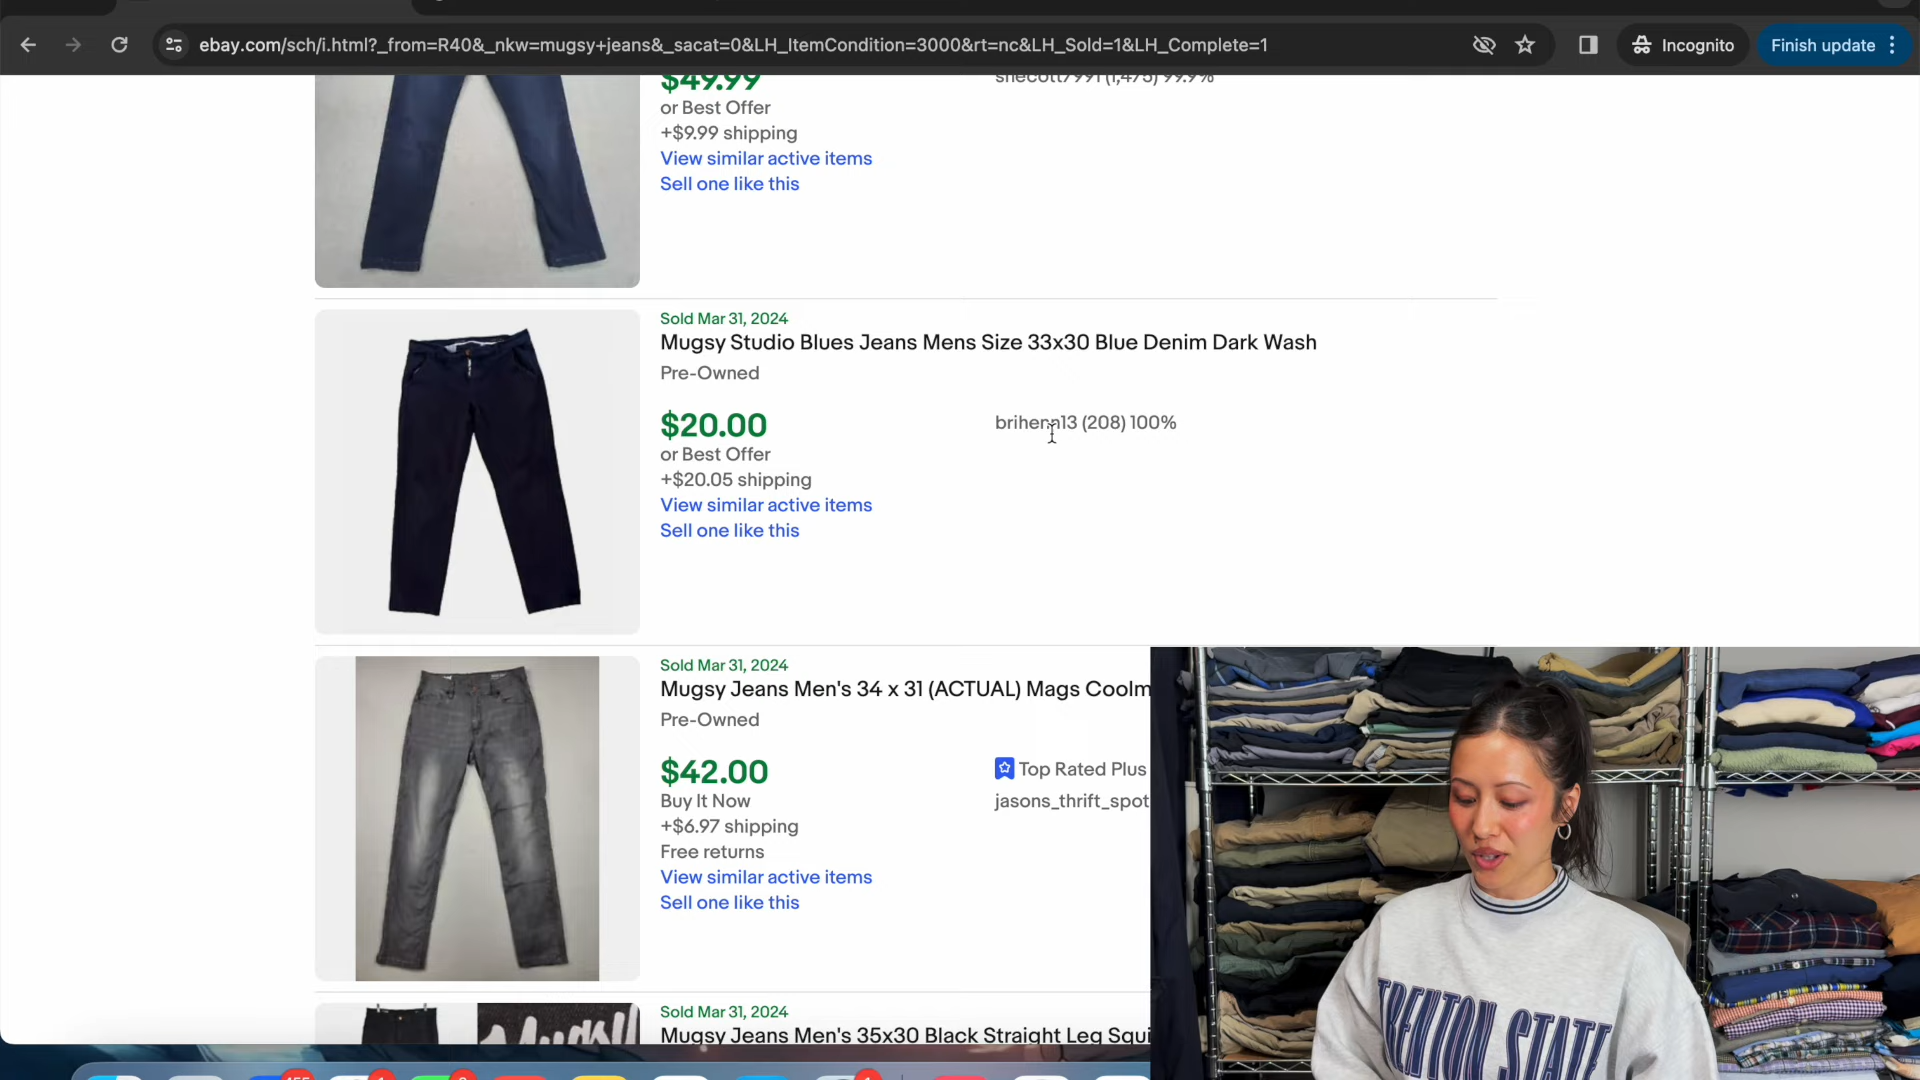 ebay.com/sch/i.html?_from=R40&_nkw=mugsy+jeans&_sacat=0&LH_ItemCondition=3000&rt=nc&LH_Sold=1&LH_Complete=1
Incognito
Finish update
$49.99
or Best Offer
+$9.99 shipping
View similar active items
Sell one like this
Sold Mar 31, 2024
Mugsy Studio Blues Jeans Mens Size 33x30 Blue Denim Dark Wash
Pre-Owned
$20.00
brihenn13 (208) 100%
or Best Offer
+$20.05 shipping
View similar active items
Sell one like this
Sold Mar 31, 2024
Mugsy Jeans Men's 34 x 31 (ACTUAL) Mags Coolm
Pre-Owned
$42.00
Top Rated Plus
Buy It Now
jasons_thrift_spot
+$6.97 shipping
Free returns
View similar active items
Sell one like this
Sold Mar 31, 2024
Mugsy
Mugsy Jeans Men's 35x30 Black Straight Leg Squi
TRENTON STATE